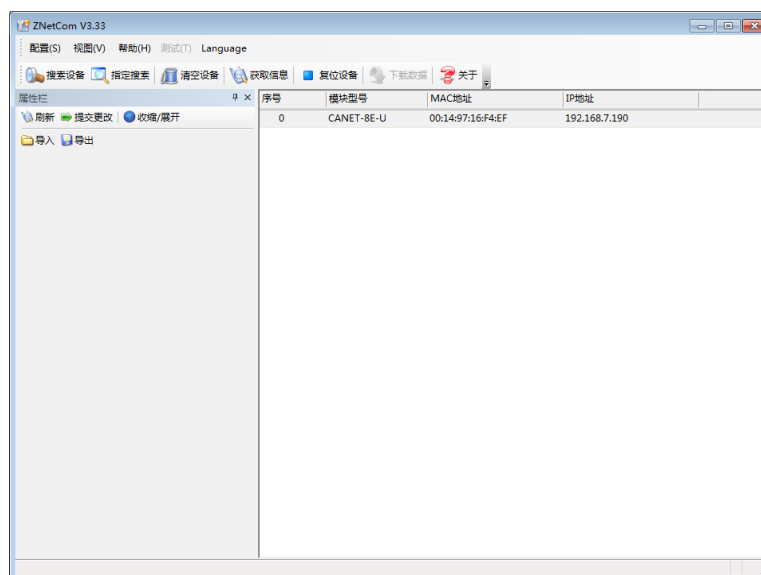 ZNetCom V3.33
配置(S) 视图(V) 帮助(H) 测试(T) Language
搜索设备 指定搜索 清空设备 获取信息 复位设备 下载数据 关于
属性栏
刷新 提交更改 收缩/展开
导入 导出
序号 模块型号 MAC地址 IP地址
0 CANET-8E-U 00:14:97:16:F4:EF 192.168.7.190